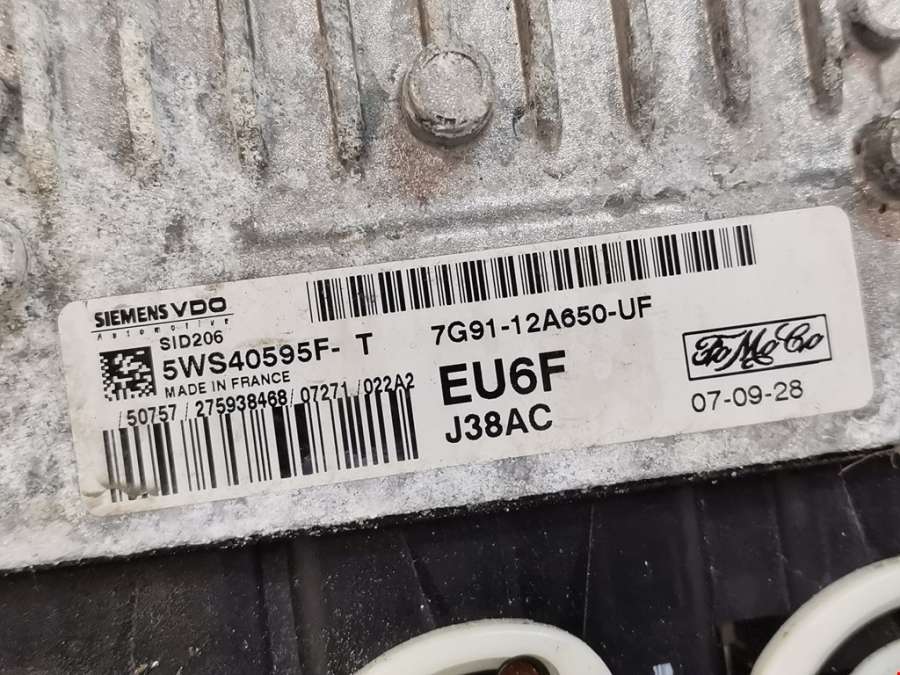 SIEMENS VDO
Automotive
SID206
5WS40595F- T
MADE IN FRANCE
/50757/275938468/07271/022A2
7G91-12A650-UF
EU6F
J38AC
FoMoCo
07-09-28